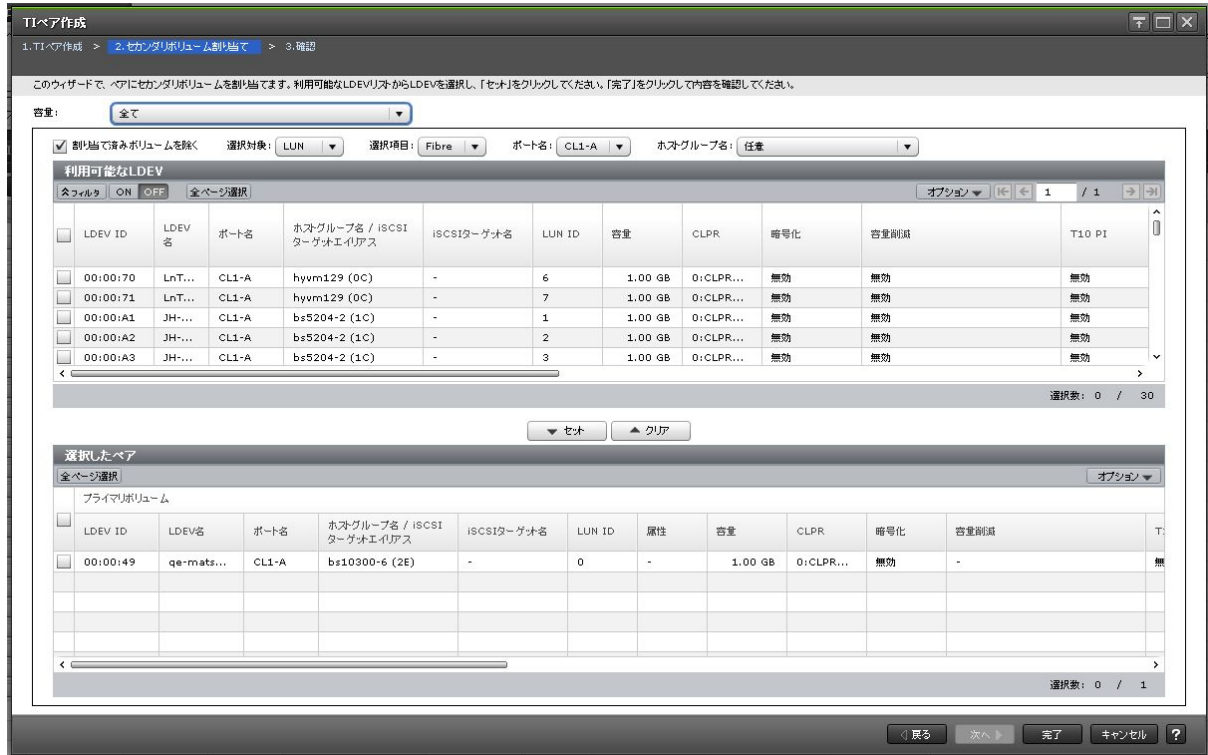 TIペア作成
1.TIペア作成 > 2.セカンダリボリューム割り当て > 3.確認
このウィザードで、ペアにセカンダリボリュームを割り当てます。利用可能なLDEVリストからLDEVを選択し、「セット」をクリックしてください。「完了」をクリックして内容を確認してください。
容量: 全て
割り当て済みボリュームを除く 選択対象: LUN 選択項目: Fibre ポート名: CL1-A ホストグループ名: 任意
利用可能なLDEV
フィルタ ON OFF 全ページ選択 オプション 1 / 1
LDEV ID LDEV名 ポート名 ホストグループ名 / iSCSIターゲットエイリアス iSCSIターゲット名 LUN ID 容量 CLPR 暗号化 容量削減 T10 PI
00:00:70 LnT... CL1-A hyvm129 (0C) - 6 1.00 GB 0:CLPR... 無効 無効 無効
00:00:71 LnT... CL1-A hyvm129 (0C) - 7 1.00 GB 0:CLPR... 無効 無効 無効
00:00:A1 JH-... CL1-A bs5204-2 (1C) - 1 1.00 GB 0:CLPR... 無効 無効 無効
00:00:A2 JH-... CL1-A bs5204-2 (1C) - 2 1.00 GB 0:CLPR... 無効 無効 無効
00:00:A3 JH-... CL1-A bs5204-2 (1C) - 3 1.00 GB 0:CLPR... 無効 無効 無効
選択数: 0 / 30
セット クリア
選択したペア
全ページ選択 オプション
プライマリボリューム
LDEV ID LDEV名 ポート名 ホストグループ名 / iSCSIターゲットエイリアス iSCSIターゲット名 LUN ID 属性 容量 CLPR 暗号化 容量削減
00:00:49 qe-mats... CL1-A bs10300-6 (2E) - 0 - 1.00 GB 0:CLPR... 無効 - 無
選択数: 0 / 1
戻る 次へ 完了 キャンセル ?